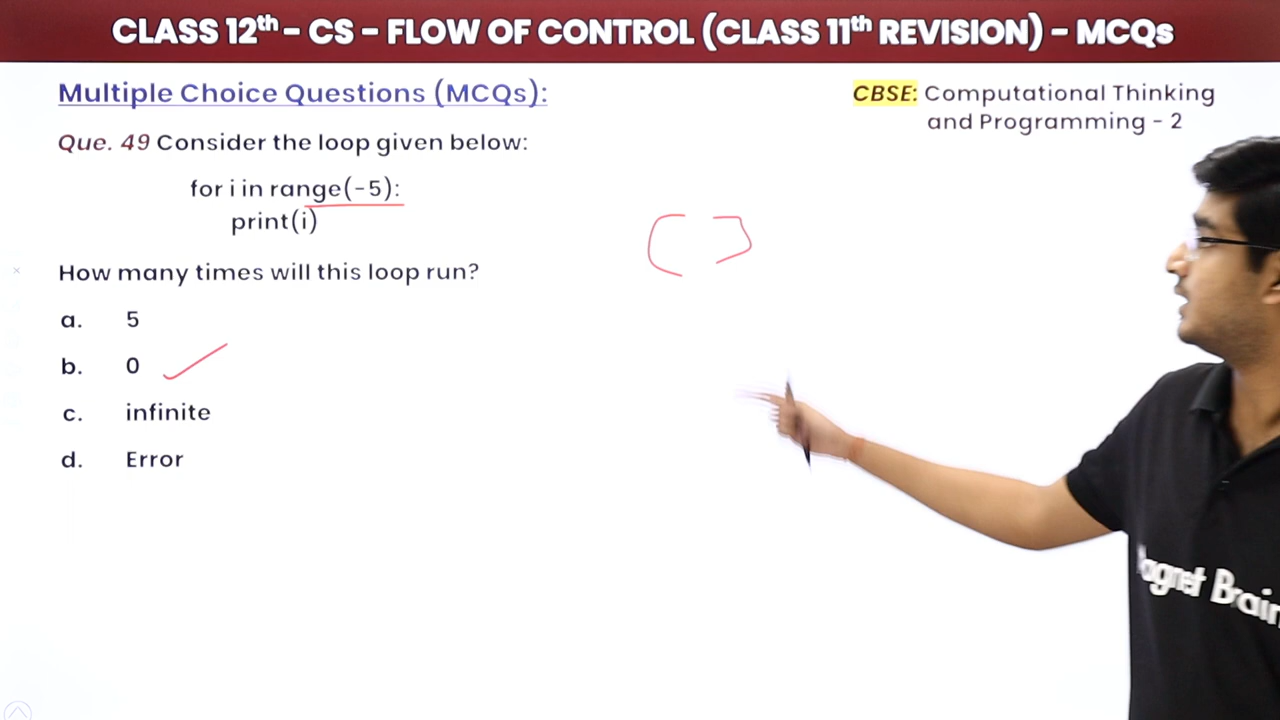 CLASS 12th - CS - FLOW OF CONTROL (CLASS 11th REVISION) - MCQs
Multiple Choice Questions (MCQs):
CBSE: Computational Thinking
and Programming - 2
Que. 49 Consider the loop given below:
for i in range(-5):
print(i)
How many times will this loop run?
a. 5
b. 0
c. infinite
d. Error
agnet Brain